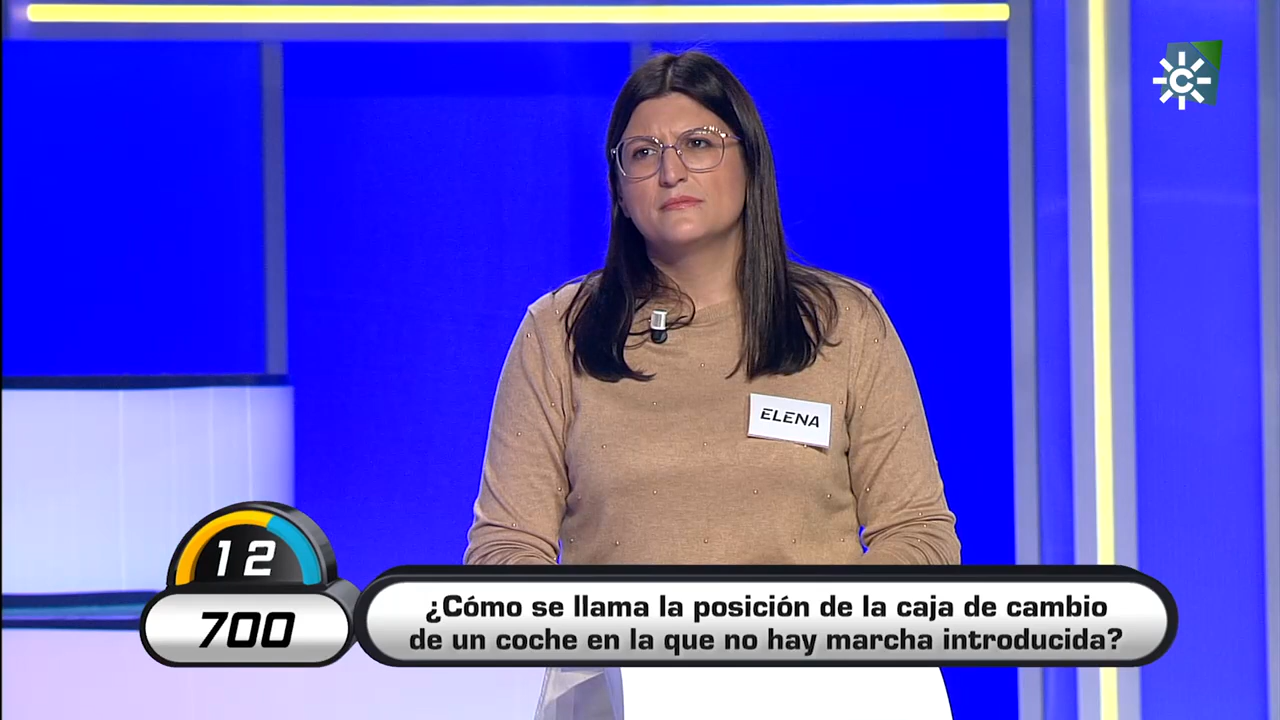 ELENA
12
700
¿Cómo se llama la posición de la caja de cambio
de un coche en la que no hay marcha introducida?